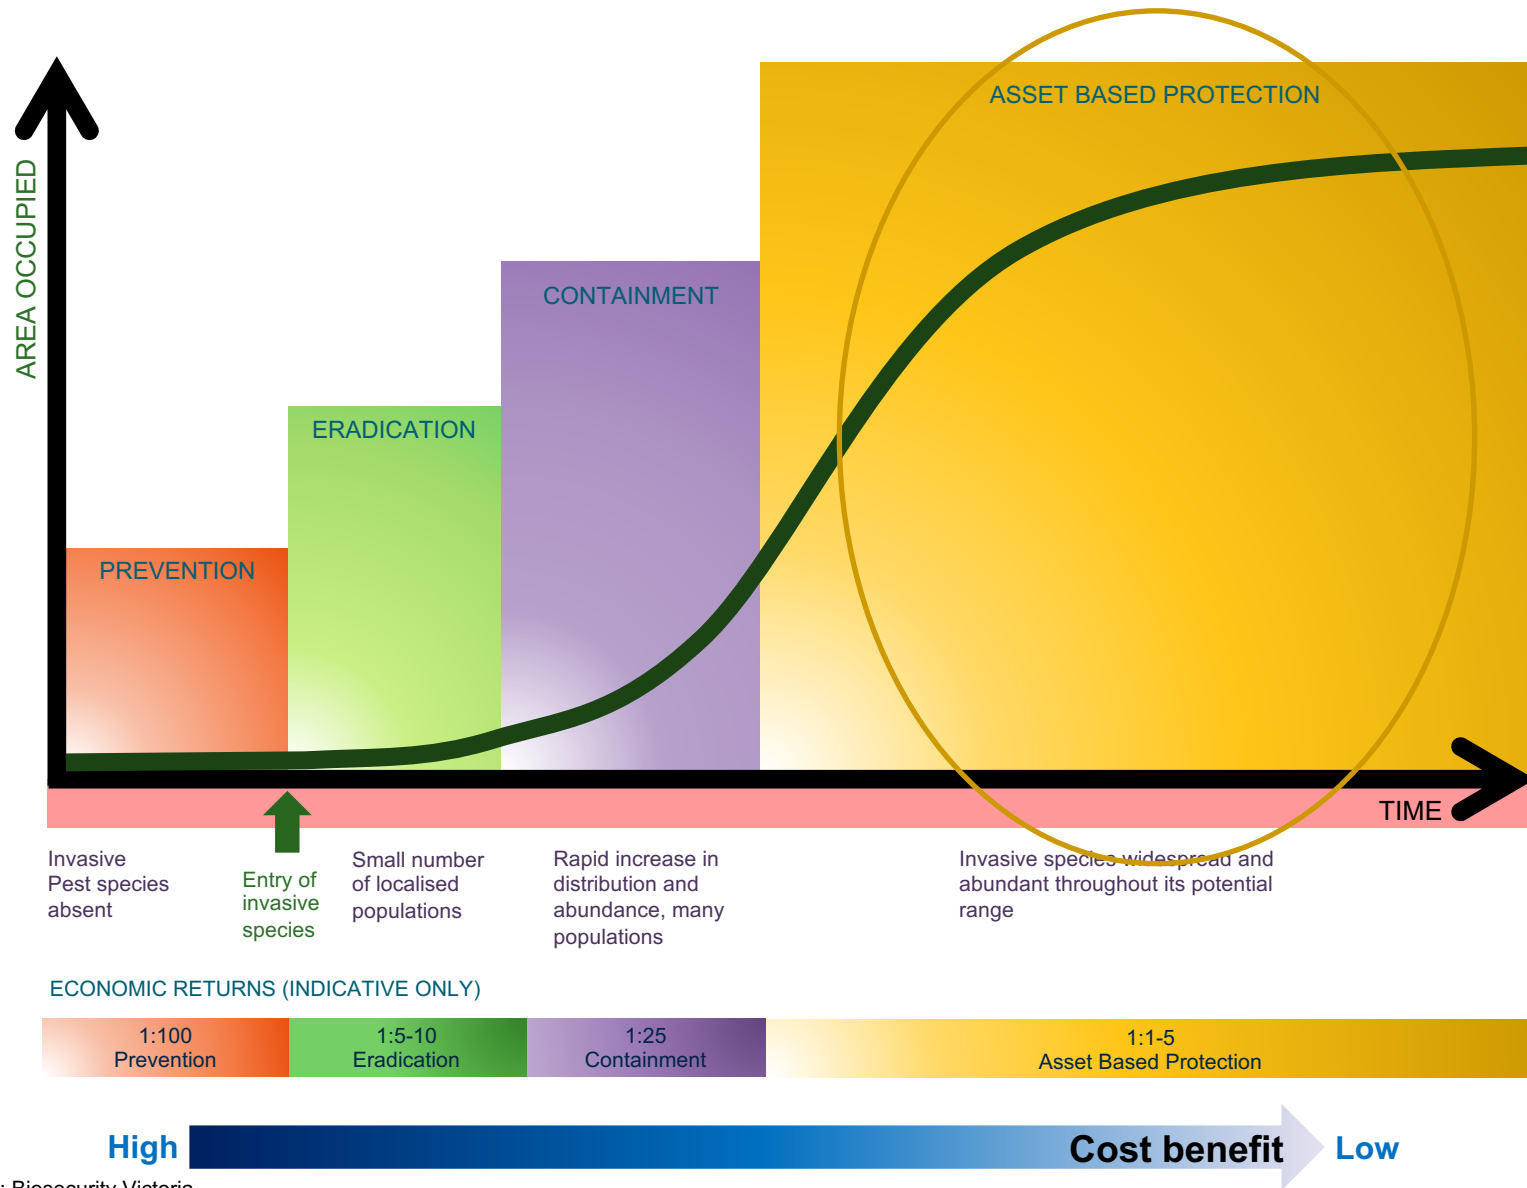 AREA OCCUPIED
ASSET BASED PROTECTION
CONTAINMENT
ERADICATION
PREVENTION
TIME
Invasive
Pest species
absent
Entry of
invasive
species
Small number
of localised
populations
Rapid increase in
distribution and
abundance, many
populations
Invasive species widespread and
abundant throughout its potential
range
ECONOMIC RETURNS (INDICATIVE ONLY)
1:100
Prevention
1:5-10
Eradication
1:25
Containment
1:1-5
Asset Based Protection
High
Cost benefit
Low
: Biosecurity Victoria